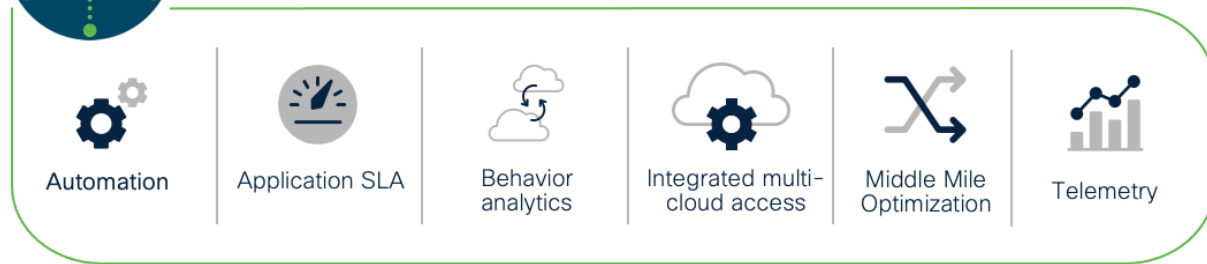 Automation
Application SLA
Behavior
analytics
Integrated multi-
cloud access
Middle Mile
Optimization
Telemetry